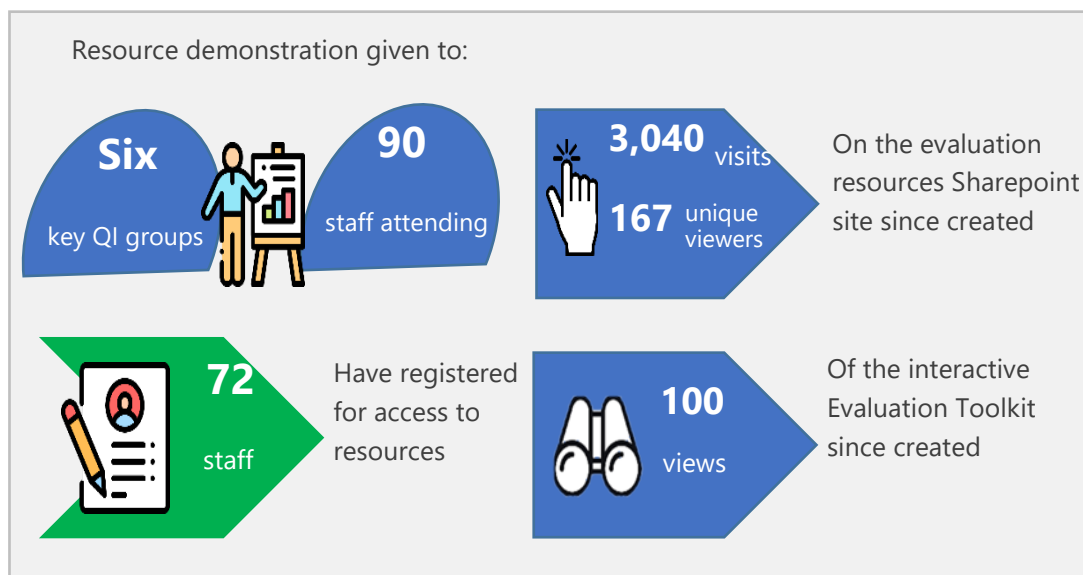 Resource demonstration given to:
Six
key QI groups
90
staff attending
3,040 visits
167 unique
viewers
On the evaluation
resources Sharepoint
site since created
72
staff
Have registered
for access to
resources
100
views
Of the interactive
Evaluation Toolkit
since created